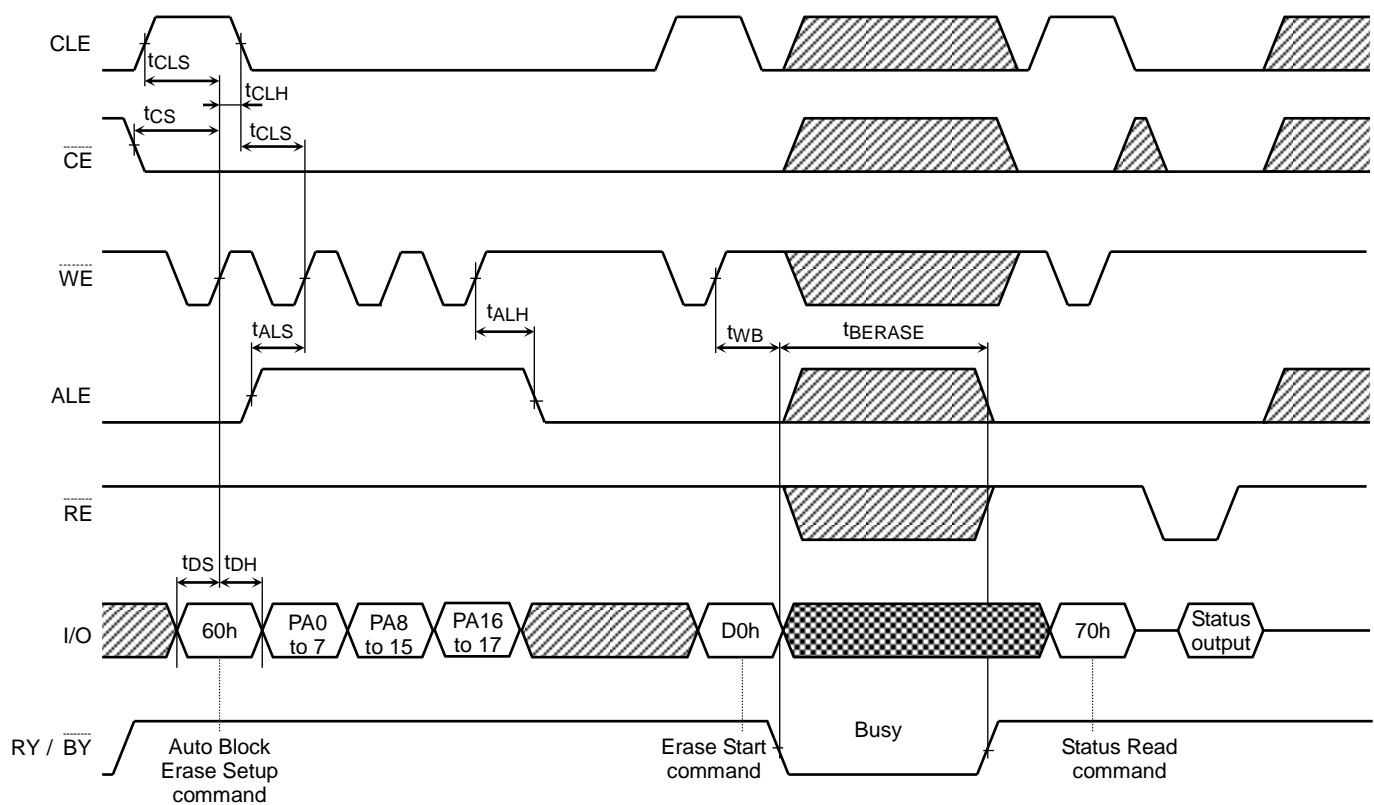 CLE
tCLS
tCLH
tCS
tCLS
CE
WE
tALS
tALH
tWB
tBERASE
ALE
RE
tDS
tDH
I/O
60h
PA0
to 7
PA8
to 15
PA16
to 17
D0h
70h
Status
output
RY / BY
Busy
Auto Block
Erase Setup
command
Erase Start
command
Status Read
command